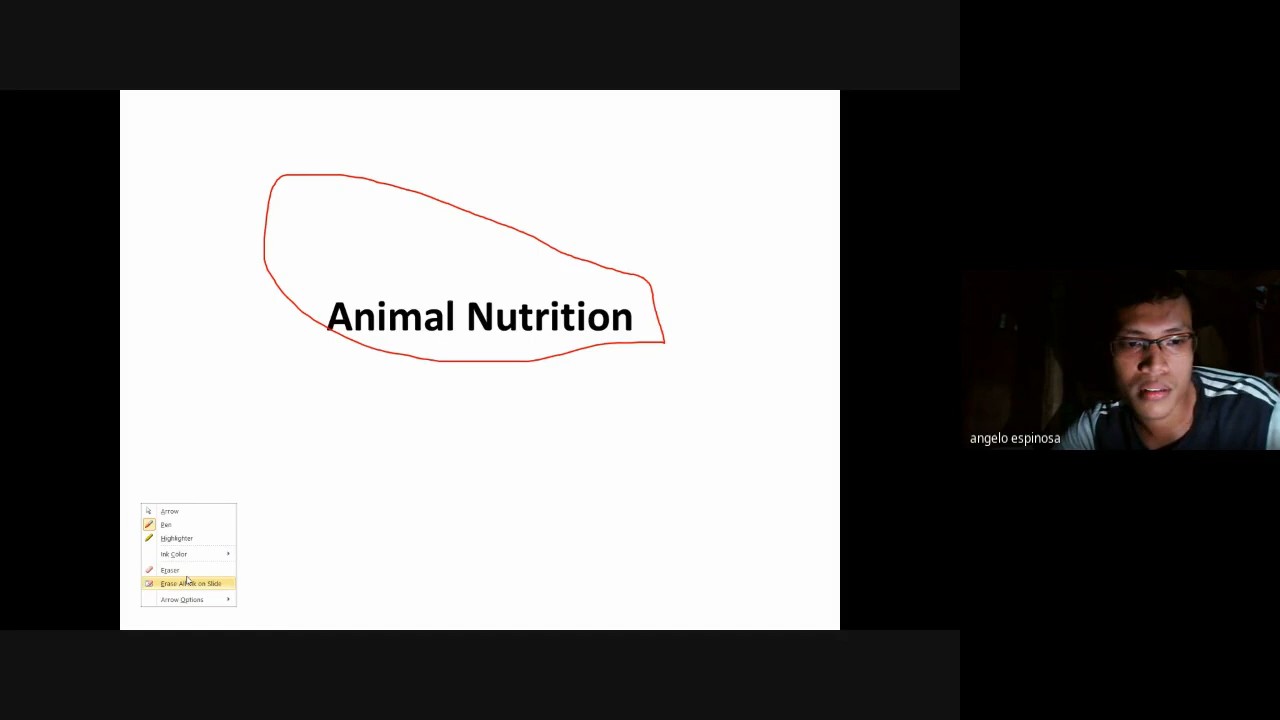 Animal Nutrition
angelo espinosa
Arrow
Pen
Highlighter
Ink Color
Eraser
Erase All Ink on Slide
Arrow Options